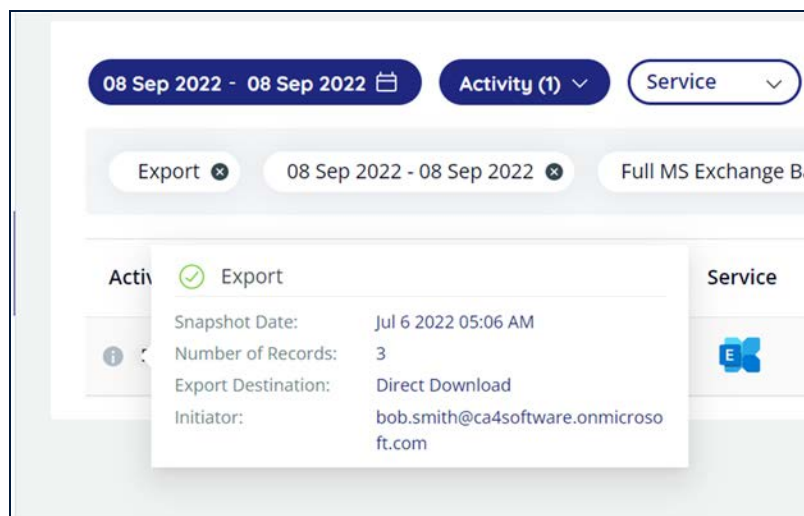 08 Sep 2022 - 08 Sep 2022 Activity (1) Service
Export 08 Sep 2022 - 08 Sep 2022 Full MS Exchange Ba
Activ Export Service
Snapshot Date: Jul 6 2022 05:06 AM
Number of Records: 3
E
Export Destination: Direct Download
Initiator: bob.smith@ca4software.onmicroso
ft.com